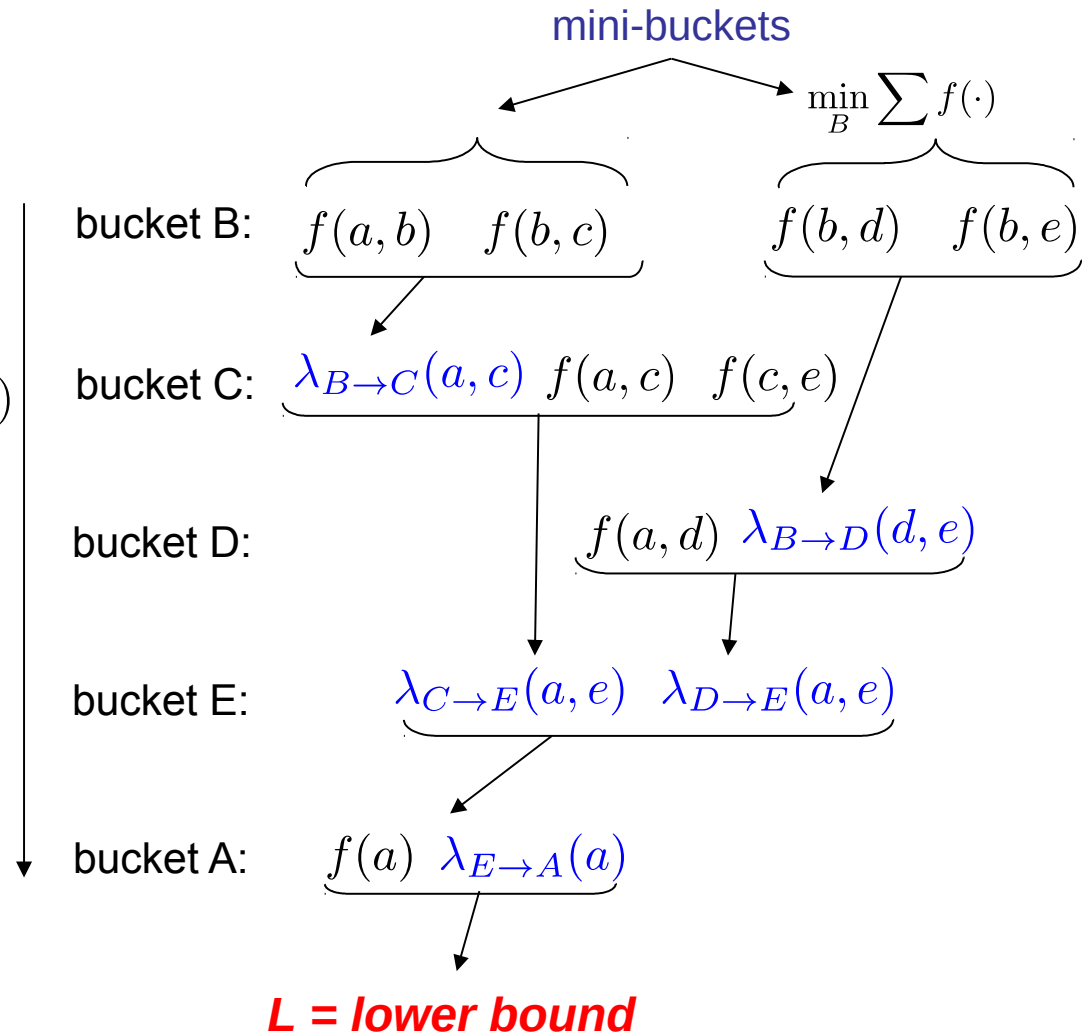 mini-buckets
min_B ∑ f(·)
bucket B: f(a, b) f(b, c) f(b, d) f(b, e)
bucket C: λ_{B→C}(a, c) f(a, c) f(c, e)
)
bucket D: f(a, d) λ_{B→D}(d, e)
bucket E: λ_{C→E}(a, e) λ_{D→E}(a, e)
bucket A: f(a) λ_{E→A}(a)
L = lower bound